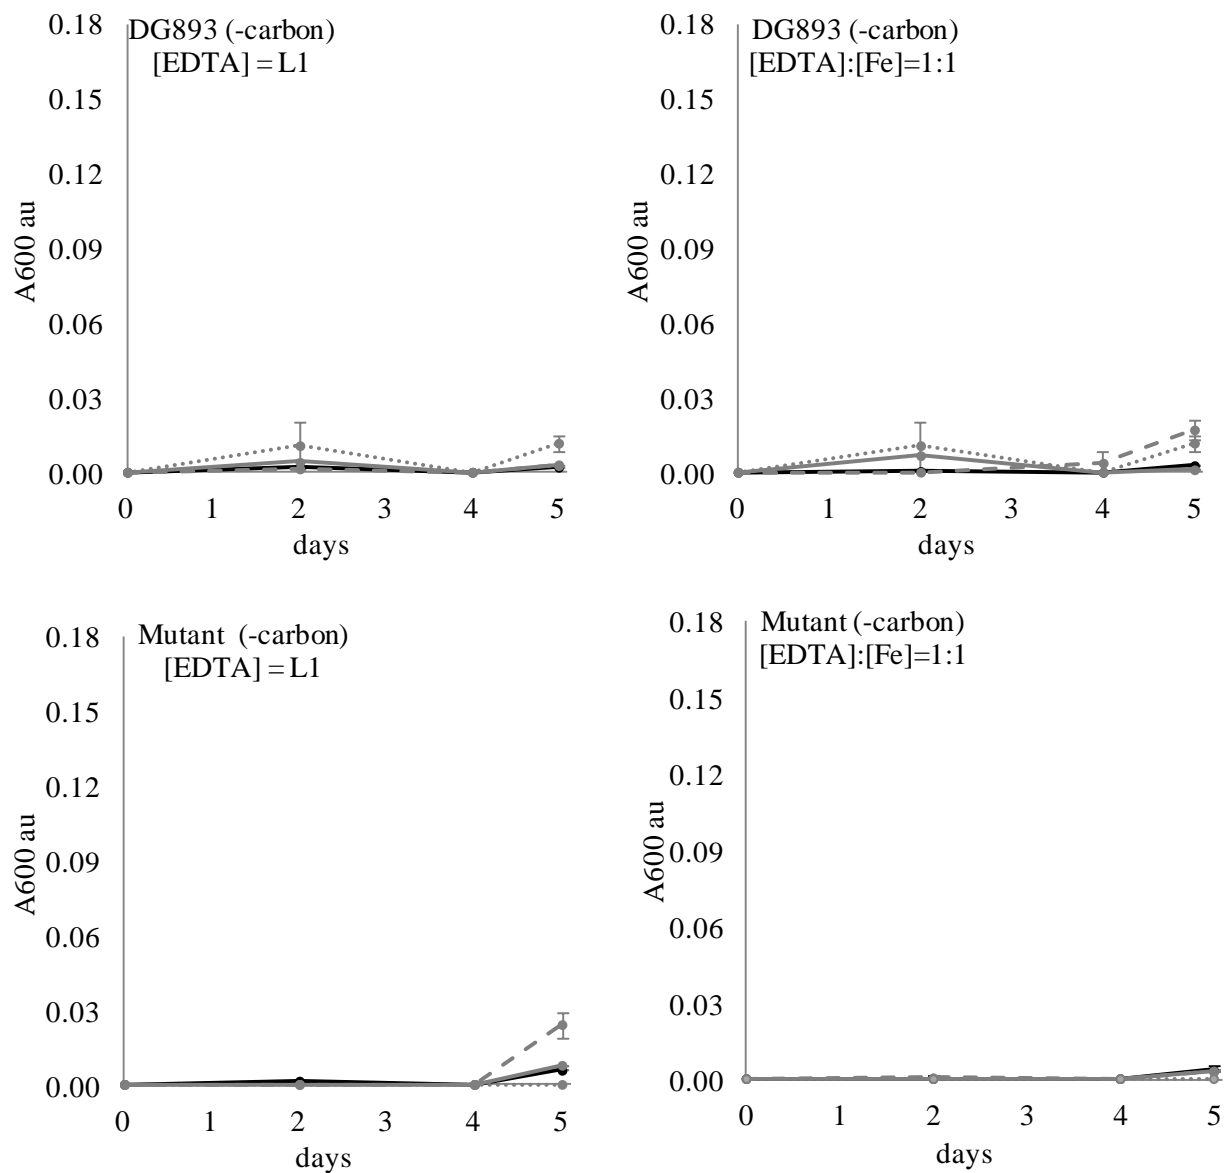 DG893 (-carbon)
[EDTA] = L1
0.18
0.15
0.12
0.09
0.06
0.03
0.00
A600 au
0 1 2 3 4 5
days
DG893 (-carbon)
[EDTA]:[Fe]=1:1
0.18
0.15
0.12
0.09
0.06
0.03
0.00
A600 au
0 1 2 3 4 5
days
Mutant (-carbon)
[EDTA] = L1
0.18
0.15
0.12
0.09
0.06
0.03
0.00
A600 au
0 1 2 3 4 5
days
Mutant (-carbon)
[EDTA]:[Fe]=1:1
0.18
0.15
0.12
0.09
0.06
0.03
0.00
A600 au
0 1 2 3 4 5
days